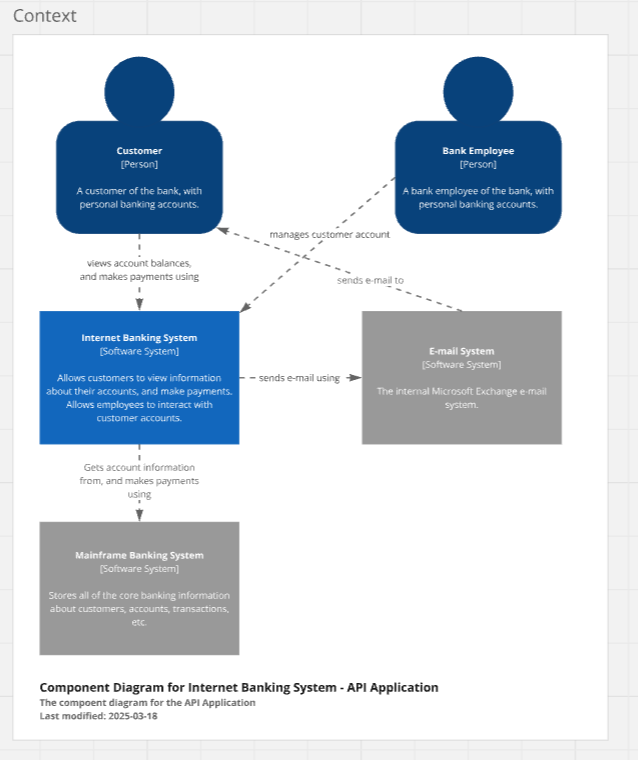 Context
Customer
[Person]
A customer of the bank, with
personal banking accounts.
Bank Employee
[Person]
A bank employee of the bank, with
personal banking accounts.
manages customer account
views account balances,
and makes payments using
sends e-mail to
Internet Banking System
[Software System]
Allows customers to view information
about their accounts, and make payments.
Allows employees to interact with
customer accounts.
sends e-mail using
E-mail System
[Software System]
The internal Microsoft Exchange e-mail
system.
Gets account information
from, and makes payments
using
Mainframe Banking System
[Software System]
Stores all of the core banking information
about customers, accounts, transactions,
etc.
Component Diagram for Internet Banking System - API Application
The compoent diagram for the API Application
Last modified: 2025-03-18